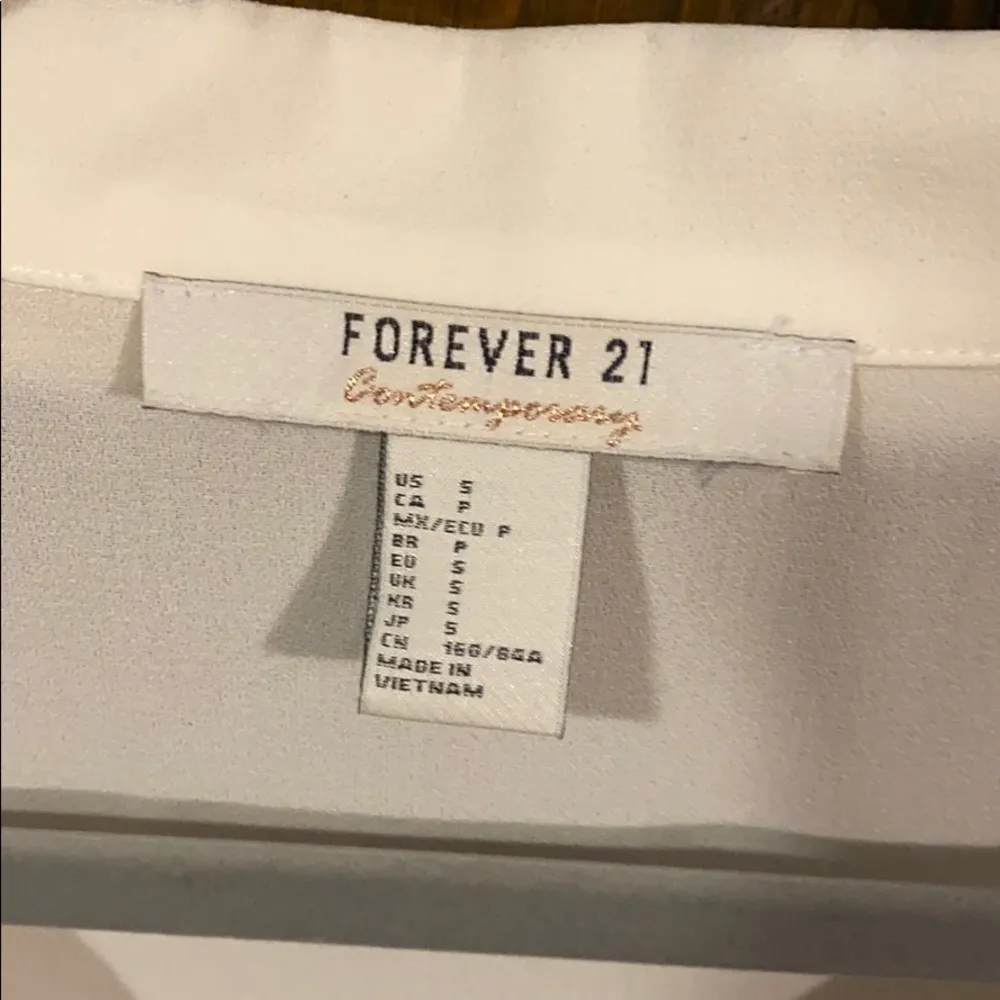 FOREVER 21
Contemporary
US S
CA P
MX/ECU P
BR P
EU S
UK S
KR S
JP S
CN 160/84A
MADE IN
VIETNAM